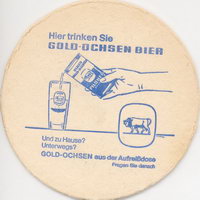 Hier trinken Sie
GOLD-OCHSEN BIER
Und zu Hause?
Unterwegs?
GOLD-OCHSEN aus der Aufreißdose
Fragen Sie danach